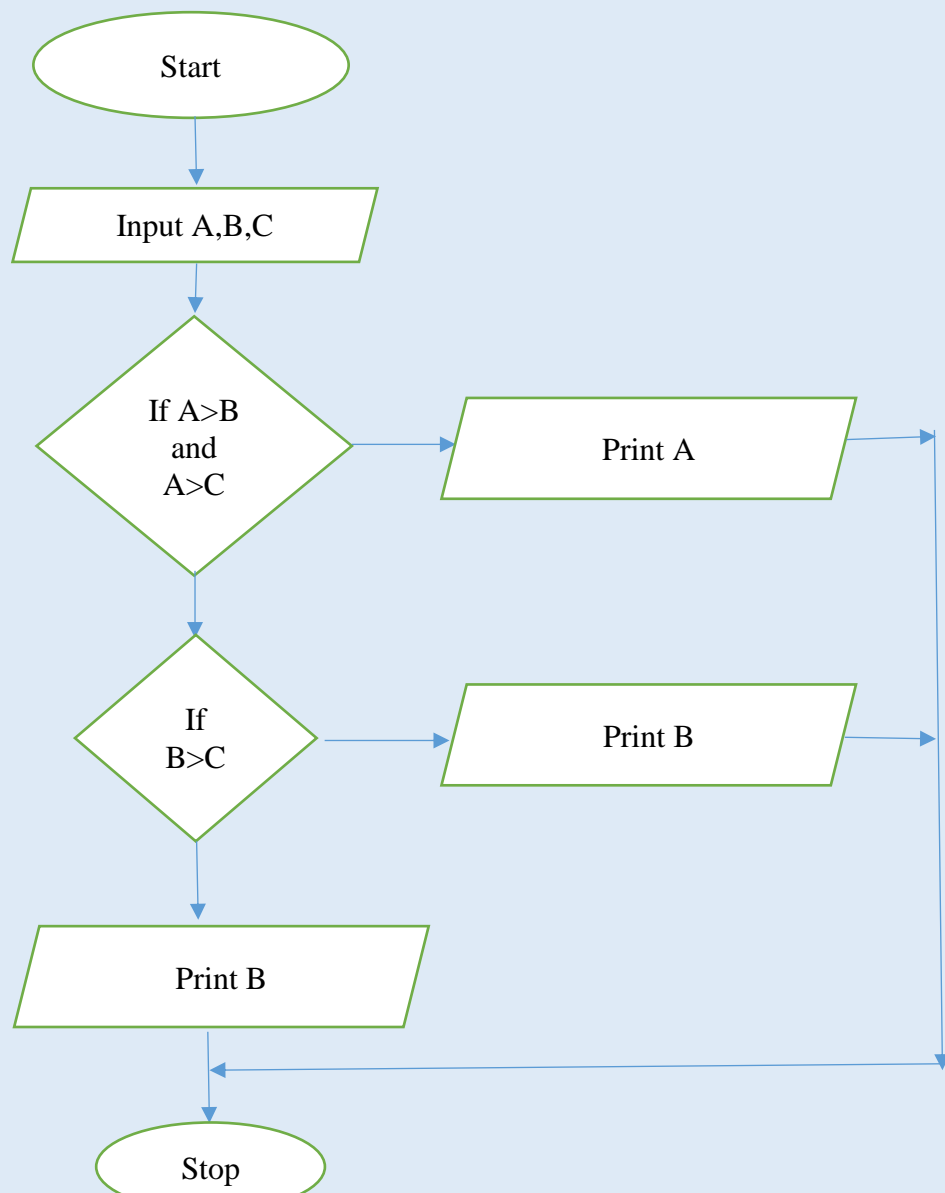 Start
Input A,B,C
If A>B
and
A>C
Print A
If
B>C
Print B
Print B
Stop